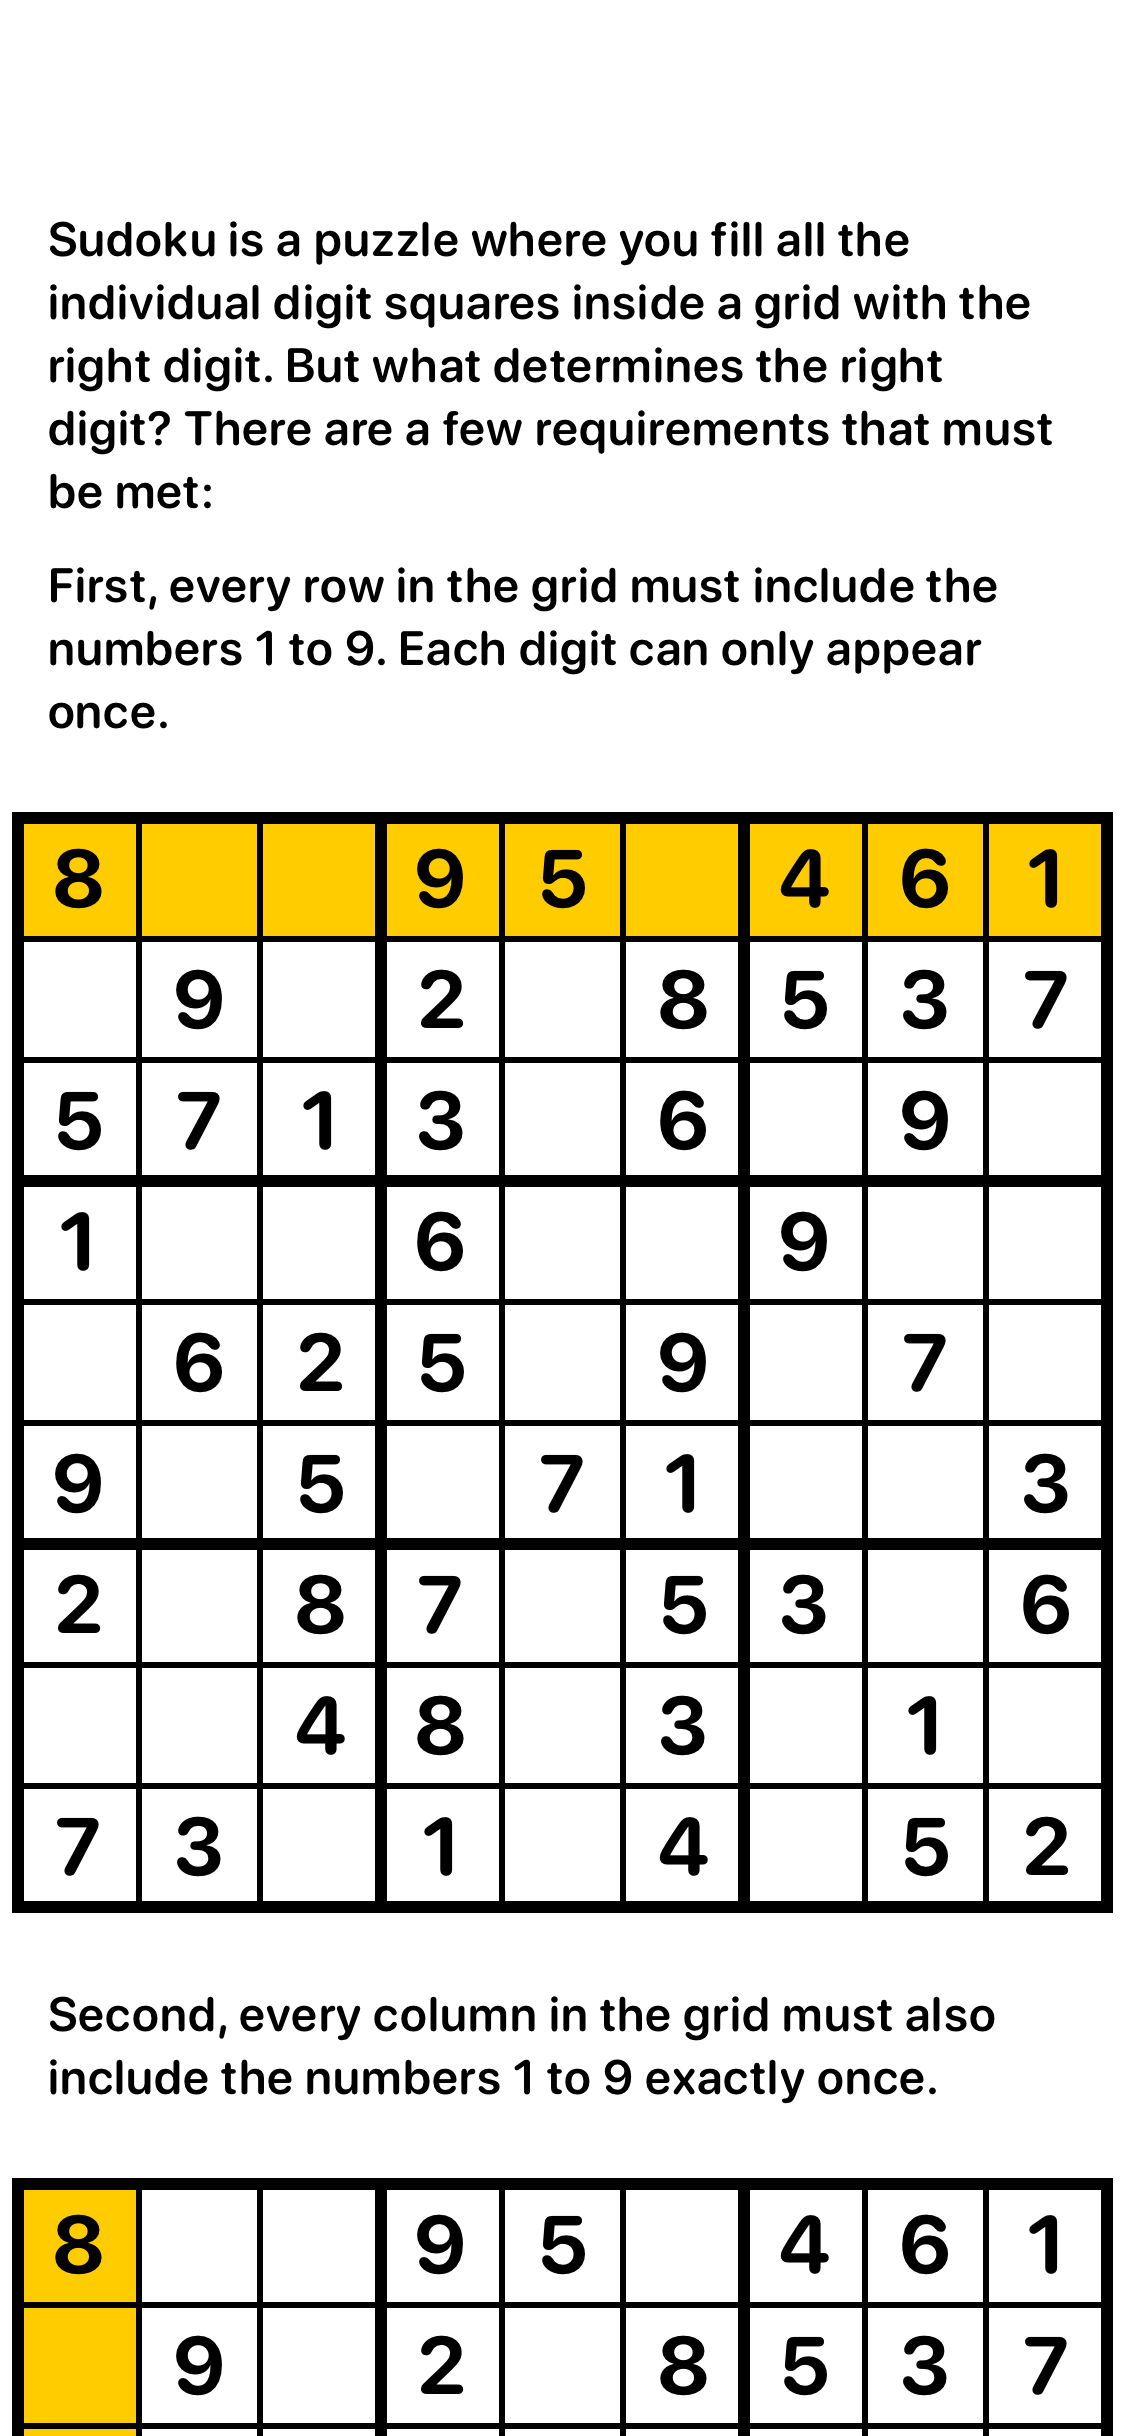 Sudoku is a puzzle where you fill all the
individual digit squares inside a grid with the
right digit. But what determines the right
digit? There are a few requirements that must
be met:
First, every row in the grid must include the
numbers 1 to 9. Each digit can only appear
once.
8 9 5 4 6 1
9 2 8 5 3 7
5 7 1 3 6 9
1 6 9
6 2 5 9 7
9 5 7 1 3
2 8 7 5 3 6
4 8 3 1
7 3 1 4 5 2
Second, every column in the grid must also
include the numbers 1 to 9 exactly once.
8 9 5 4 6 1
9 2 8 5 3 7